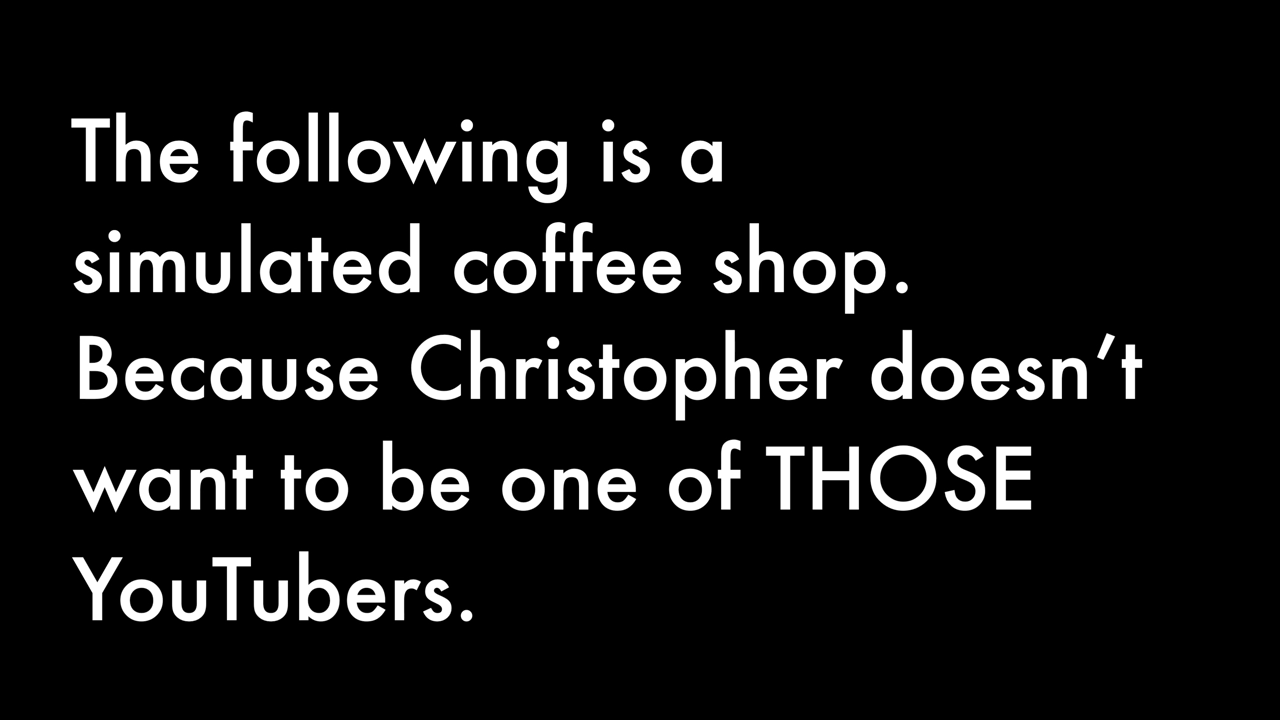 The following is a
simulated coffee shop.
Because Christopher doesn’t
want to be one of THOSE
YouTubers.